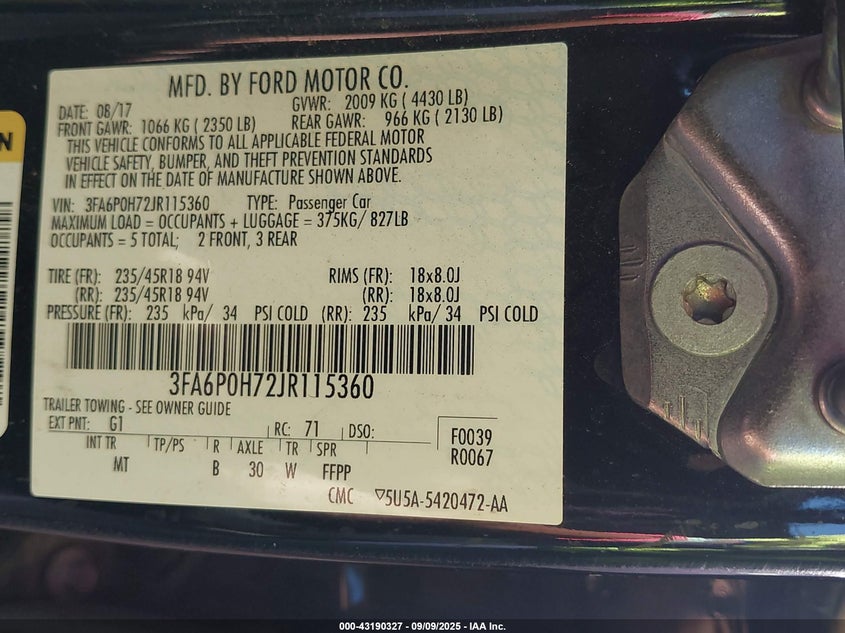 MFD. BY FORD MOTOR CO.
DATE: 08/17 GVWR: 2009 KG ( 4430 LB)
FRONT GAWR: 1066 KG ( 2350 LB) REAR GAWR: 966 KG ( 2130 LB)
THIS VEHICLE CONFORMS TO ALL APPLICABLE FEDERAL MOTOR
VEHICLE SAFETY, BUMPER, AND THEFT PREVENTION STANDARDS
IN EFFECT ON THE DATE OF MANUFACTURE SHOWN ABOVE.
VIN: 3FA6P0H72JR115360 TYPE: Passenger Car
MAXIMUM LOAD = OCCUPANTS + LUGGAGE = 375KG/ 827LB
OCCUPANTS = 5 TOTAL; 2 FRONT, 3 REAR
TIRE (FR): 235/45R18 94V RIMS (FR): 18x8.0J
(RR): 235/45R18 94V (RR): 18x8.0J
PRESSURE (FR): 235 kPa/ 34 PSI COLD (RR): 235 kPa/ 34 PSI COLD
3FA6P0H72JR115360
TRAILER TOWING - SEE OWNER GUIDE
EXT PNT: G1 RC: 71 DSO: F0039
INT TR TP/PS R AXLE TR SPR R0067
MT B 30 W FFPP
CMC ▽5U5A-5420472-AA
N
000-43190327 - 09/09/2025 - IAA Inc.